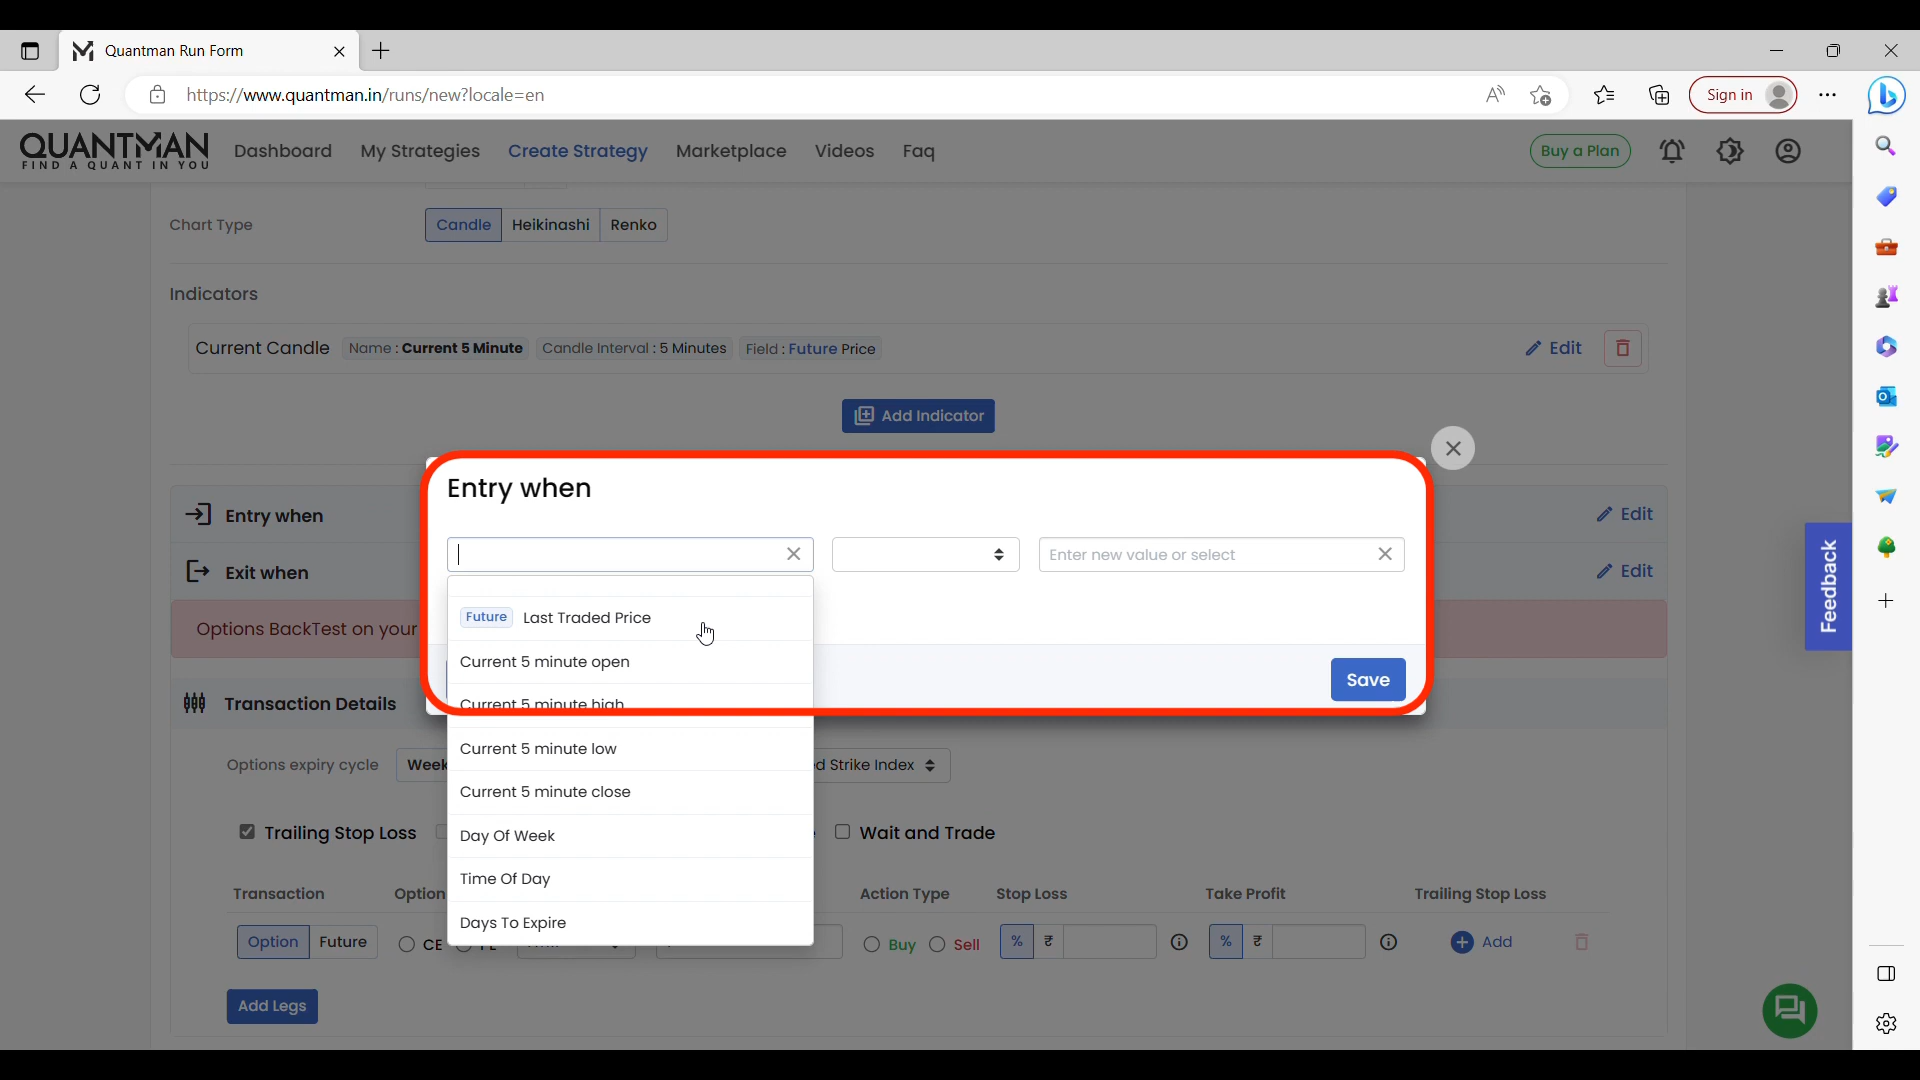 Quantman Run Form
https://www.quantman.in/runs/new?locale=en
Sign in
QUANTMAN
FIND A QUANT IN YOU
Dashboard My Strategies Create Strategy Marketplace Videos Faq
Buy a Plan
Chart Type Candle Heikinashi Renko
Indicators
Current Candle Name : Current 5 Minute Candle Interval : 5 Minutes Field : Future Price Edit
Add Indicator
Entry when
Entry when Edit
Enter new value or select
Exit when Edit
Feedback
Future Last Traded Price
Options BackTest on your
Current 5 minute open
Save
Current 5 minute high
Transaction Details
Current 5 minute low
Options expiry cycle Week d Strike Index
Current 5 minute close
Trailing Stop Loss Wait and Trade
Day Of Week
Time Of Day
Transaction Option Action Type Stop Loss Take Profit Trailing Stop Loss
Days To Expire
Option Future CE Buy Sell % ₹ % ₹ Add
Add Legs